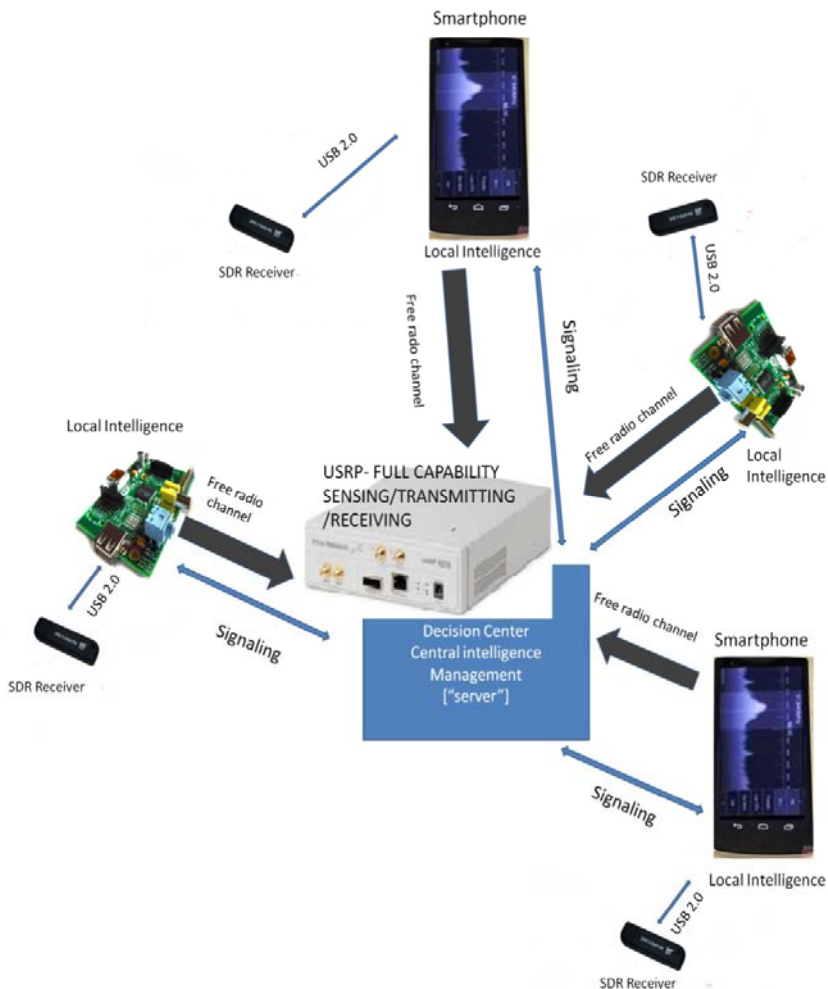 Smartphone
USB 2.0
SDR Receiver
Local Intelligence
Free rado channel
Signaling
SDR Receiver
USB 2.0
Free radio channel
Signaling
Local
Intelligence
Local Intelligence
Free radio
channel
USB 2.0
SDR Receiver
Signaling
USRP- FULL CAPABILITY
SENSING/TRANSMITTING
/RECEIVING
Decision Center
Central intelligence
Management
["server"]
Free radio channel
Smartphone
Signaling
Local Intelligence
USB 2.0
SDR Receiver